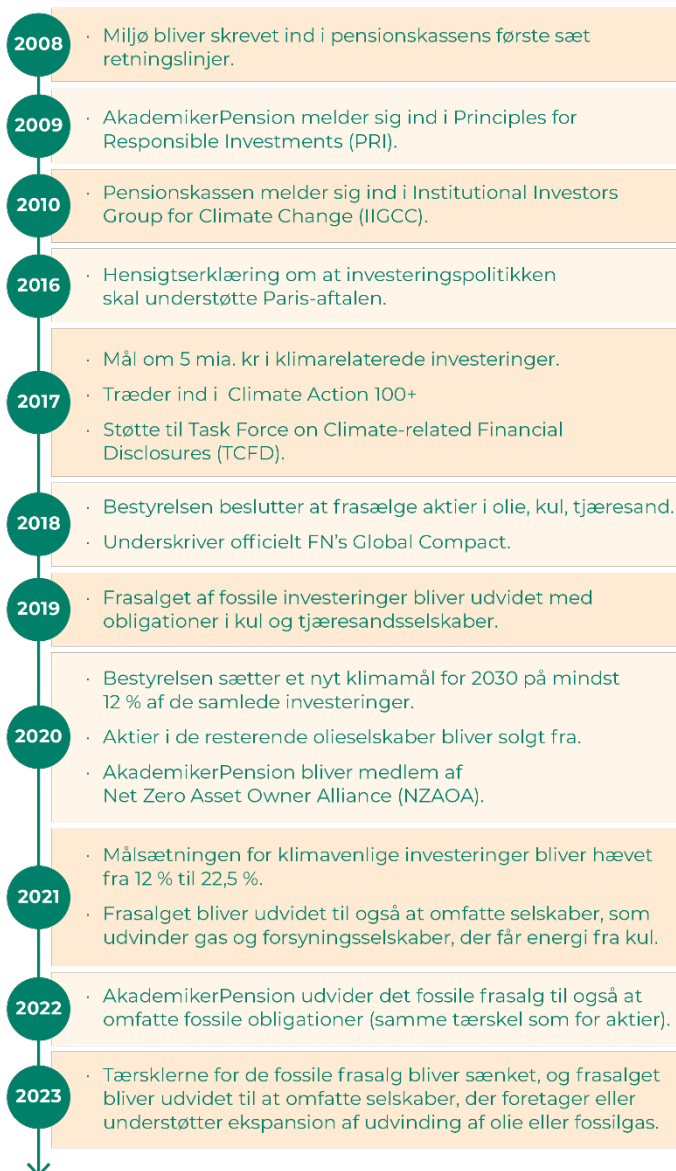 2008
· Miljø bliver skrevet ind i pensionskassens første sæt
retningslinjer.
2009
· AkademikerPension melder sig ind i Principles for
Responsible Investments (PRI).
2010
· Pensionskassen melder sig ind i Institutional Investors
Group for Climate Change (IIGCC).
2016
· Hensigtserklæring om at investeringspolitikken
skal understøtte Paris-aftalen.
2017
· Mål om 5 mia. kr i klimarelaterede investeringer.
· Træder ind i Climate Action 100+
· Støtte til Task Force on Climate-related Financial
Disclosures (TCFD).
2018
· Bestyrelsen beslutter at frasælge aktier i olie, kul, tjæresand.
· Underskriver officielt FN's Global Compact.
2019
· Frasalget af fossile investeringer bliver udvidet med
obligationer i kul og tjæresandsselskaber.
2020
· Bestyrelsen sætter et nyt klimamål for 2030 på mindst
12 % af de samlede investeringer.
· Aktier i de resterende olieselskaber bliver solgt fra.
· AkademikerPension bliver medlem af
Net Zero Asset Owner Alliance (NZAOA).
2021
· Målsætningen for klimavenlige investeringer bliver hævet
fra 12 % til 22,5 %.
· Frasalget bliver udvidet til også at omfatte selskaber, som
udvinder gas og forsyningsselskaber, der får energi fra kul.
2022
· AkademikerPension udvider det fossile frasalg til også at
omfatte fossile obligationer (samme tærskel som for aktier).
2023
· Tærsklerne for de fossile frasalg bliver sænket, og frasalget
bliver udvidet til at omfatte selskaber, der foretager eller
understøtter ekspansion af udvinding af olie eller fossilgas.